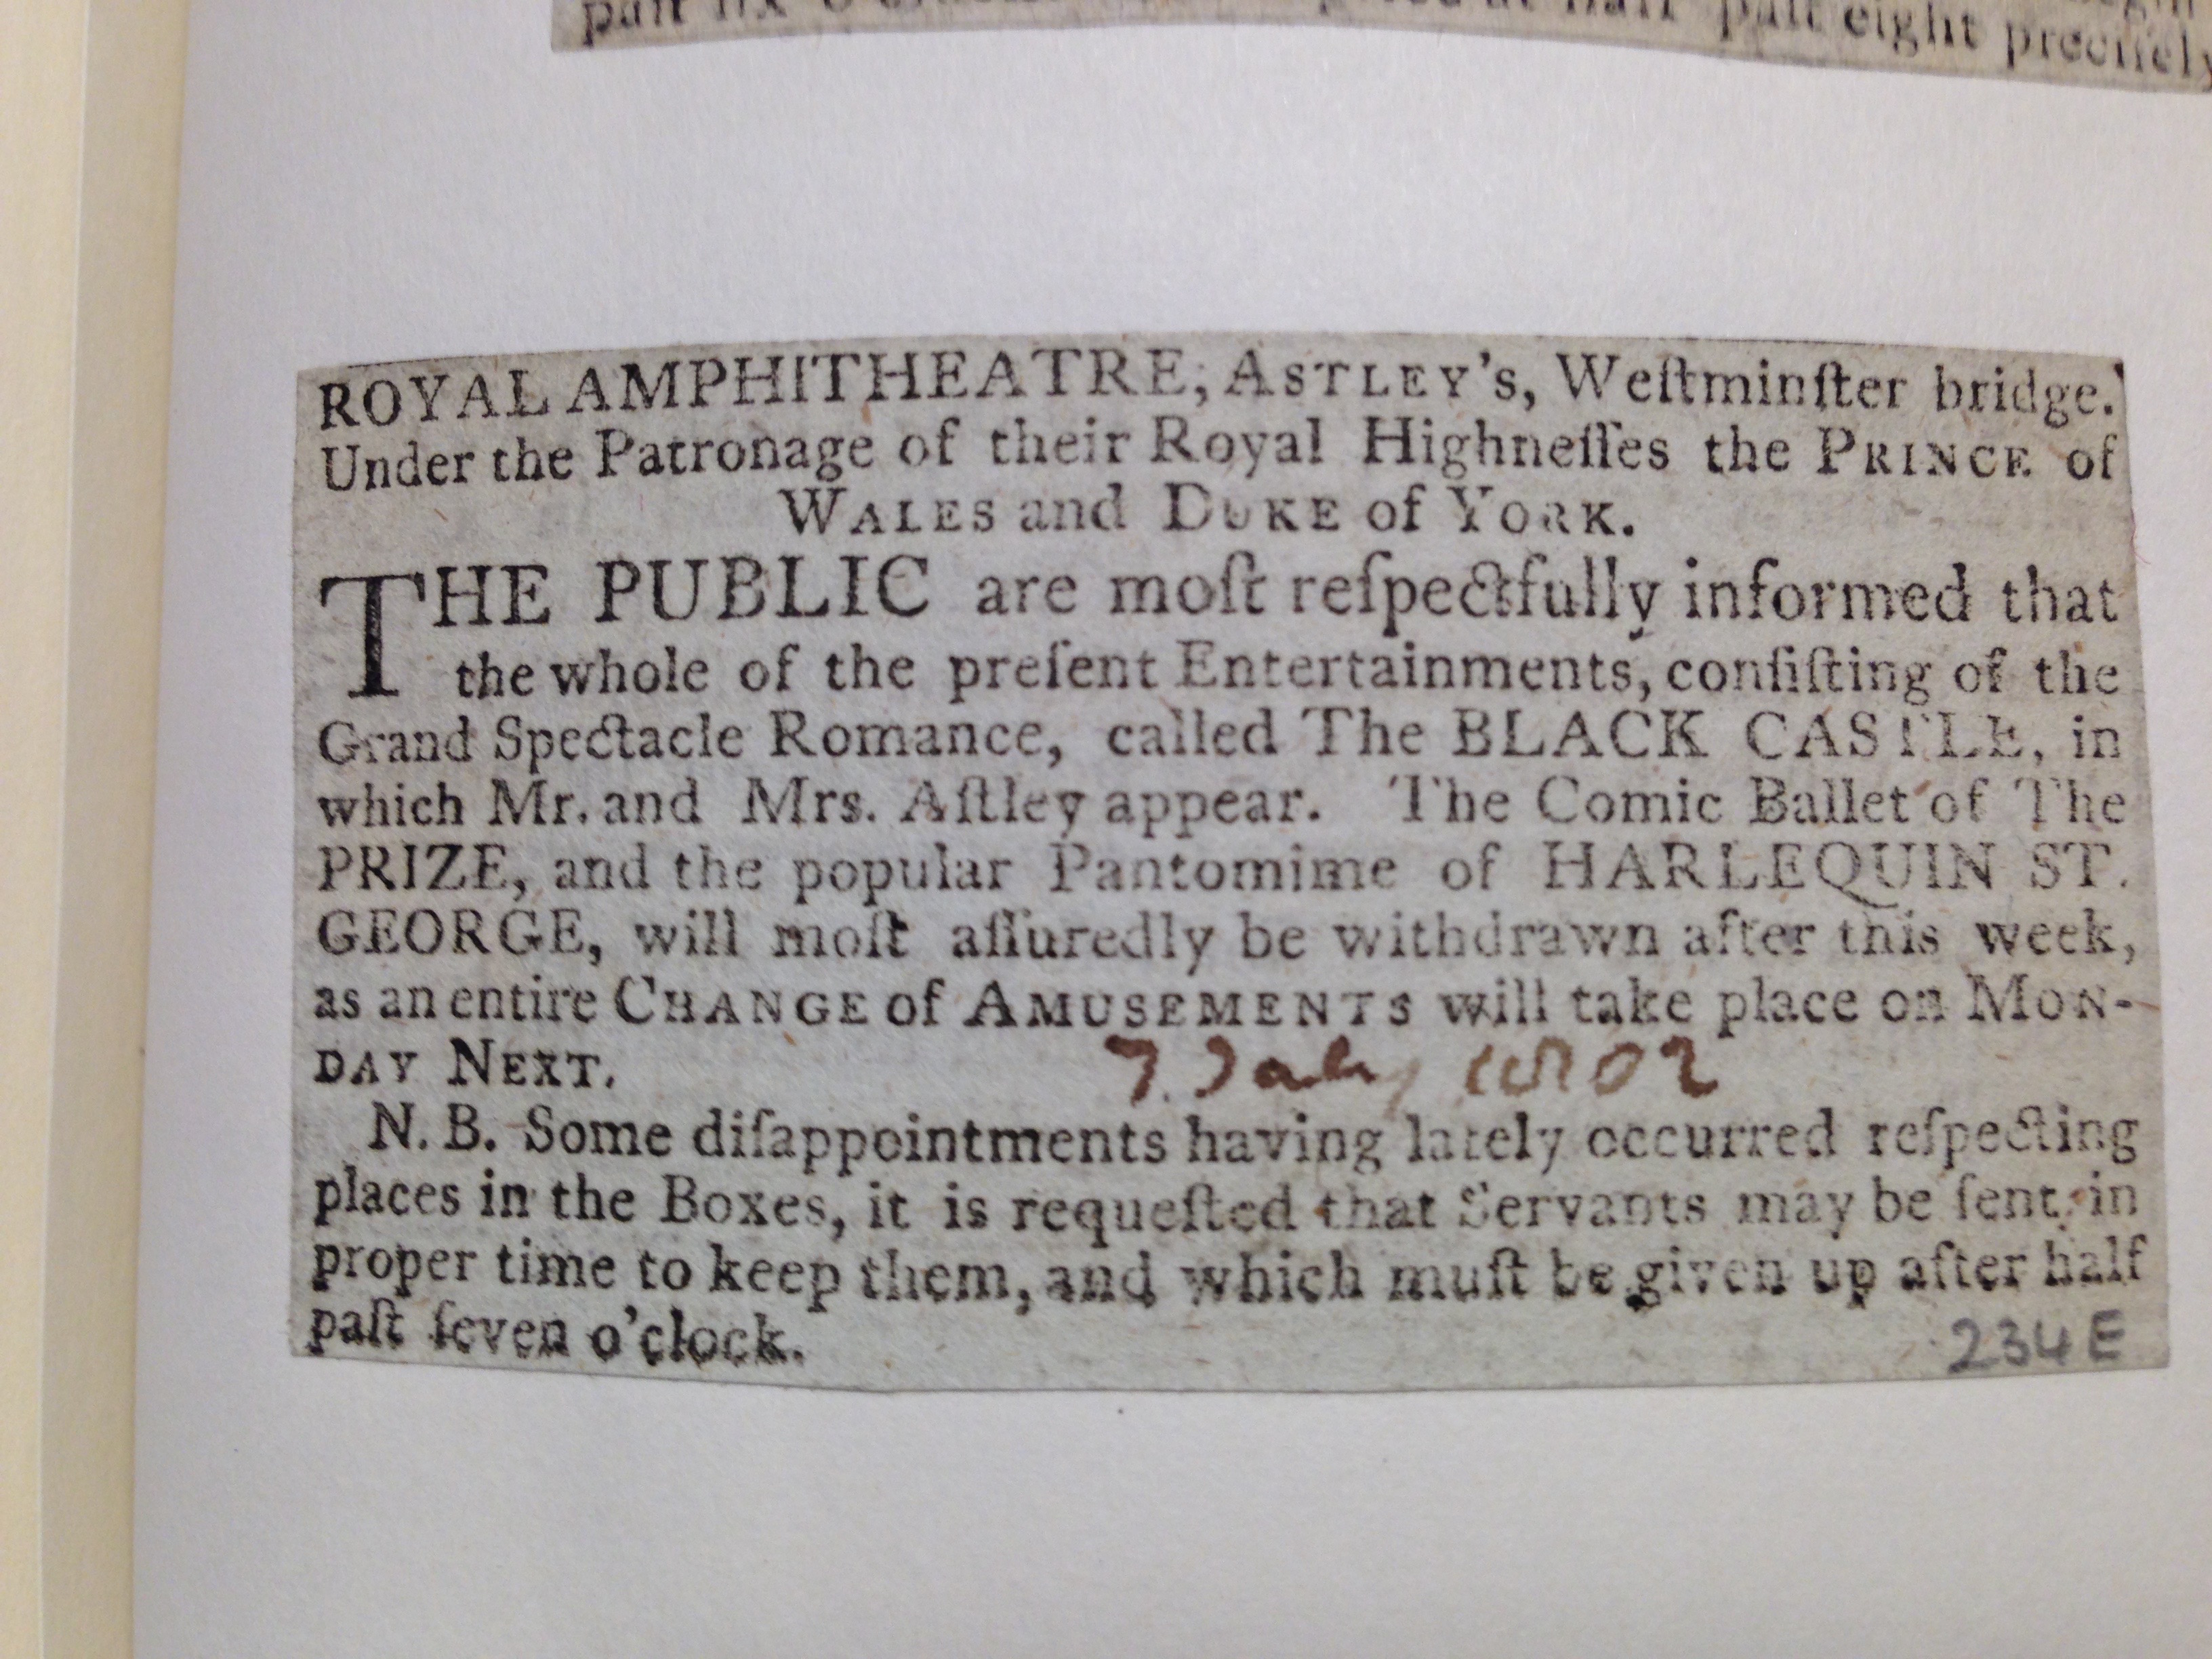 past eight precisely
ROYAL AMPHITHEATRE, ASTLEY's, Weſtminſter bridge.
Under the Patronage of their Royal Highneſſes the PRINCE of
WALES and DUKE of YORK.
THE PUBLIC are moſt reſpectfully informed that
the whole of the preſent Entertainments, conſiſting of the
Grand Spectacle Romance, called The BLACK CASTLE, in
which Mr. and Mrs. Aſtley appear. The Comic Ballet of The
PRIZE, and the popular Pantomime of HARLEQUIN ST.
GEORGE, will moſt aſſuredly be withdrawn after this week,
as an entire CHANGE of AMUSEMENTS will take place on MON-
DAY NEXT.
7. July 1802
N. B. Some diſappointments having lately occurred reſpecting
places in the Boxes, it is requeſted that Servants may be ſent in
proper time to keep them, and which muſt be given up after half
paſt ſeven o'clock.
234E